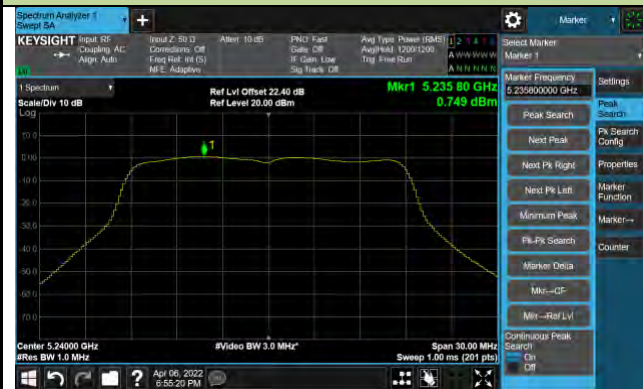 Spectrum Analyzer 1
Swept SA
Marker
KEYSIGHT Input: RF
Coupling: AC
Align: Auto
Input Z: 50 Ω
Corrections: Off
Freq Ref: Int (S)
NFE: Adaptive
Atten: 10 dB
PNO: Fast
Gate: Off
IF Gain: Low
Sig Track: Off
Avg Type: Power (RMS)
Avg|Hold: 1200/1200
Trig: Free Run
1 2 3 4 5 6
A W W W W W
A N N N N N
Select Marker
Marker 1
1 Spectrum
Scale/Div 10 dB
Log
Ref Lvl Offset 22.40 dB
Ref Level 20.00 dBm
Mkr1 5.235 80 GHz
0.749 dBm
10.0
0.00
-10.0
-20.0
-30.0
-40.0
-50.0
-60.0
-70.0
1
Center 5.24000 GHz
#Res BW 1.0 MHz
#Video BW 3.0 MHz*
Span 30.00 MHz
Sweep 1.00 ms (201 pts)
Marker Frequency
5.235800000 GHz
Peak Search
Next Peak
Next Pk Right
Next Pk Left
Minimum Peak
Pk-Pk Search
Marker Delta
Mkr→CF
Mkr→Ref Lvl
Continuous Peak
Search
On
Off
Settings
Peak
Search
Pk Search
Config
Properties
Marker
Function
Marker→
Counter
Apr 06, 2022
6:55:20 PM